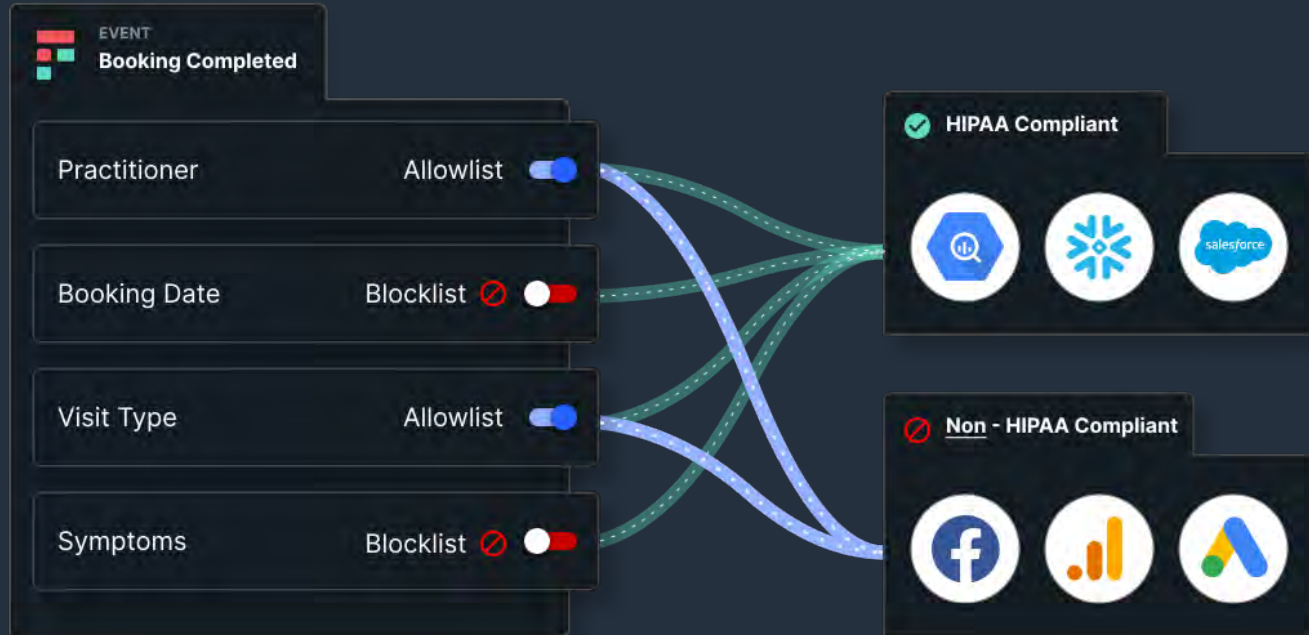 EVENT
Booking Completed
Practitioner Allowlist
Booking Date Blocklist
Visit Type Allowlist
Symptoms Blocklist
HIPAA Compliant
salesforce
Non - HIPAA Compliant